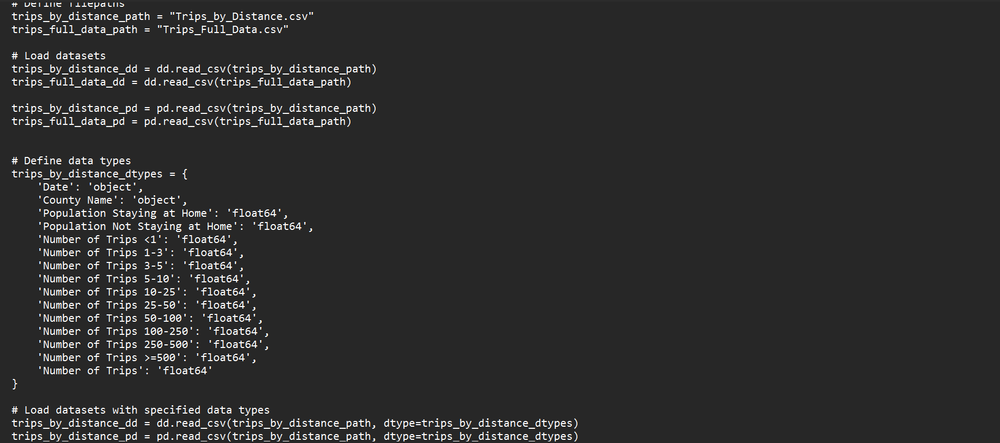 # Define filepaths
trips_by_distance_path = "Trips_by_Distance.csv"
trips_full_data_path = "Trips_Full_Data.csv"
# Load datasets
trips_by_distance_dd = dd.read_csv(trips_by_distance_path)
trips_full_data_dd = dd.read_csv(trips_full_data_path)
trips_by_distance_pd = pd.read_csv(trips_by_distance_path)
trips_full_data_pd = pd.read_csv(trips_full_data_path)
# Define data types
trips_by_distance_dtypes = {
    'Date': 'object',
    'County Name': 'object',
    'Population Staying at Home': 'float64',
    'Population Not Staying at Home': 'float64',
    'Number of Trips <1': 'float64',
    'Number of Trips 1-3': 'float64',
    'Number of Trips 3-5': 'float64',
    'Number of Trips 5-10': 'float64',
    'Number of Trips 10-25': 'float64',
    'Number of Trips 25-50': 'float64',
    'Number of Trips 50-100': 'float64',
    'Number of Trips 100-250': 'float64',
    'Number of Trips 250-500': 'float64',
    'Number of Trips >=500': 'float64',
    'Number of Trips': 'float64'
}
# Load datasets with specified data types
trips_by_distance_dd = dd.read_csv(trips_by_distance_path, dtype=trips_by_distance_dtypes)
trips_by_distance_pd = pd.read_csv(trips_by_distance_path, dtype=trips_by_distance_dtypes)